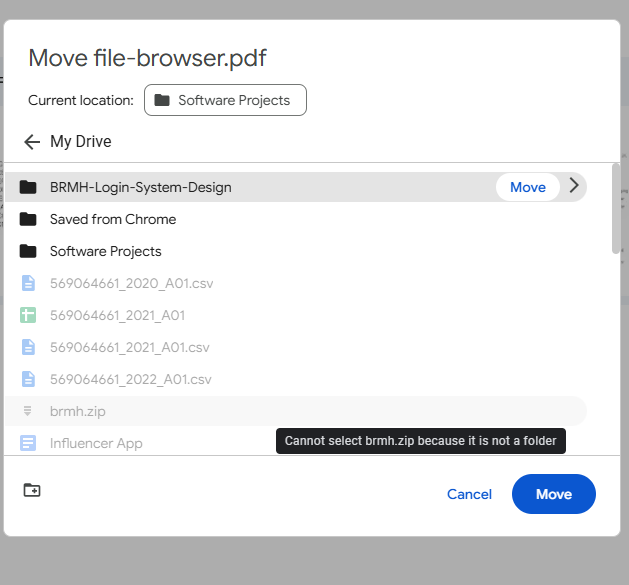 Move file-browser.pdf
Current location: Software Projects
My Drive
BRMH-Login-System-Design Move
Saved from Chrome
Software Projects
569064661_2020_A01.csv
569064661_2021_A01
569064661_2021_A01.csv
569064661_2022_A01.csv
brmh.zip
Influencer App
Cannot select brmh.zip because it is not a folder
Cancel Move